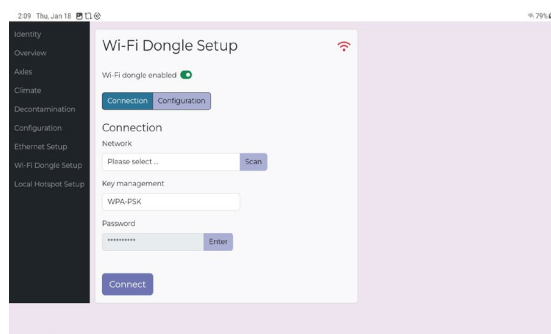 2:09 Thu, Jan 18
79%
Identity
Overview
Axles
Climate
Decontamination
Configuration
Ethernet Setup
Wi-Fi Dongle Setup
Local Hotspot Setup
Wi-Fi Dongle Setup
Wi-Fi dongle enabled
Connection Configuration
Connection
Network
Please select ... Scan
Key management
WPA-PSK
Password
********** Enter
Connect